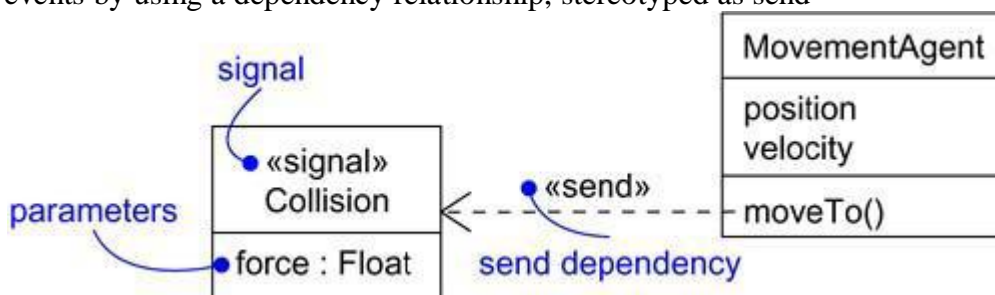 events by using a dependency relationship, stereotyped as send
signal
«signal»
Collision
parameters
force : Float
«send»
send dependency
MovementAgent
position
velocity
moveTo()